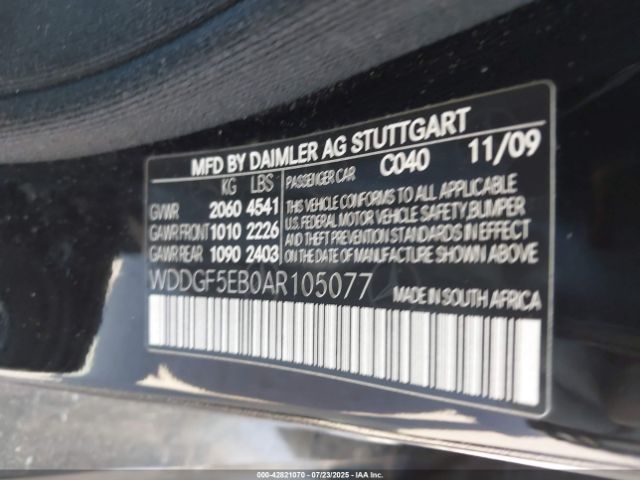 MFD BY DAIMLER AG STUTTGART
KG LBS PASSENGER CAR C040 11/09
GVWR 2060 4541
GAWR FRONT 1010 2226
GAWR REAR 1090 2403
THIS VEHICLE CONFORMS TO ALL APPLICABLE
U.S. FEDERAL MOTOR VEHICLE SAFETY, BUMPER
AND THEFT PREVENTION STANDARDS IN EFFECT
ON THE DATE OF MANUFACTURE SHOWN ABOVE.
WDDGF5EB0AR105077
MADE IN SOUTH AFRICA
000-42821070 - 07/23/2025 - IAA Inc.